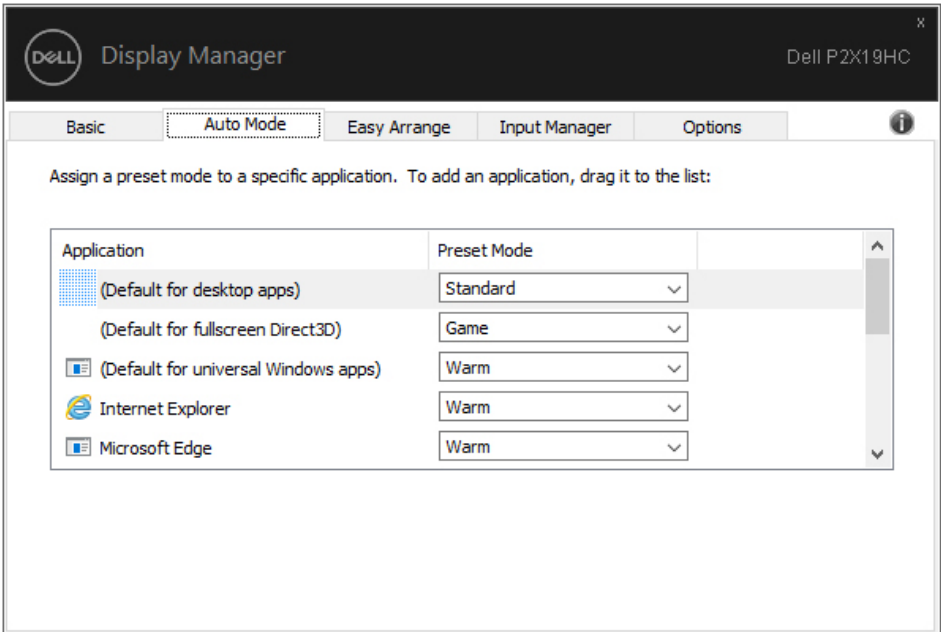 x
DELL Display Manager Dell P2X19HC
Basic Auto Mode Easy Arrange Input Manager Options
Assign a preset mode to a specific application. To add an application, drag it to the list:
Application Preset Mode
(Default for desktop apps) Standard
(Default for fullscreen Direct3D) Game
(Default for universal Windows apps) Warm
Internet Explorer Warm
Microsoft Edge Warm